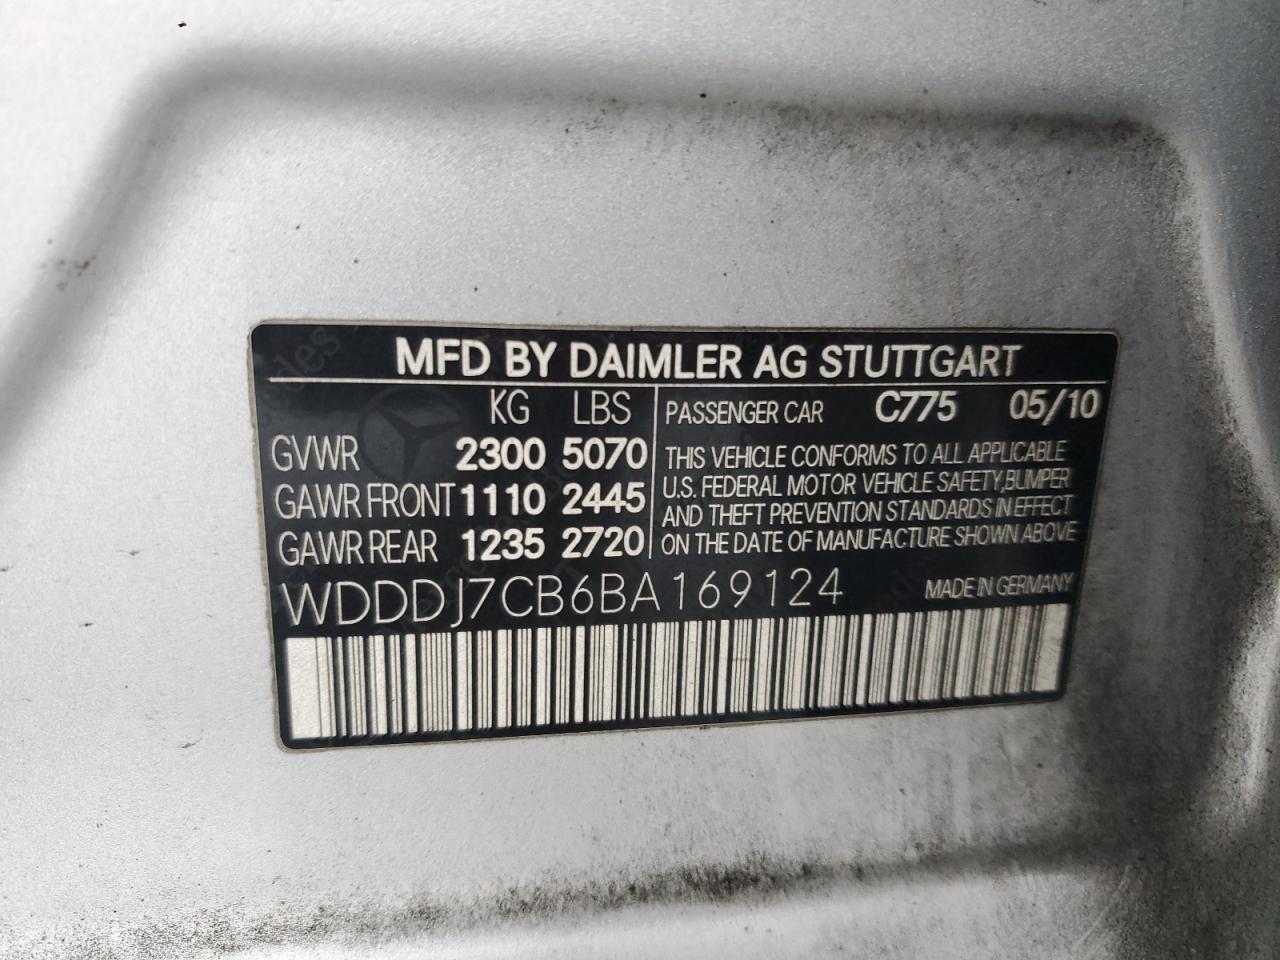 MFD BY DAIMLER AG STUTTGART
KG LBS
GVWR 2300 5070
GAWR FRONT 1110 2445
GAWR REAR 1235 2720
PASSENGER CAR C775 05/10
THIS VEHICLE CONFORMS TO ALL APPLICABLE
U.S. FEDERAL MOTOR VEHICLE SAFETY,BUMPER
AND THEFT PREVENTION STANDARDS IN EFFECT
ON THE DATE OF MANUFACTURE SHOWN ABOVE
WDDDJ7CB6BA169124 MADE IN GERMANY